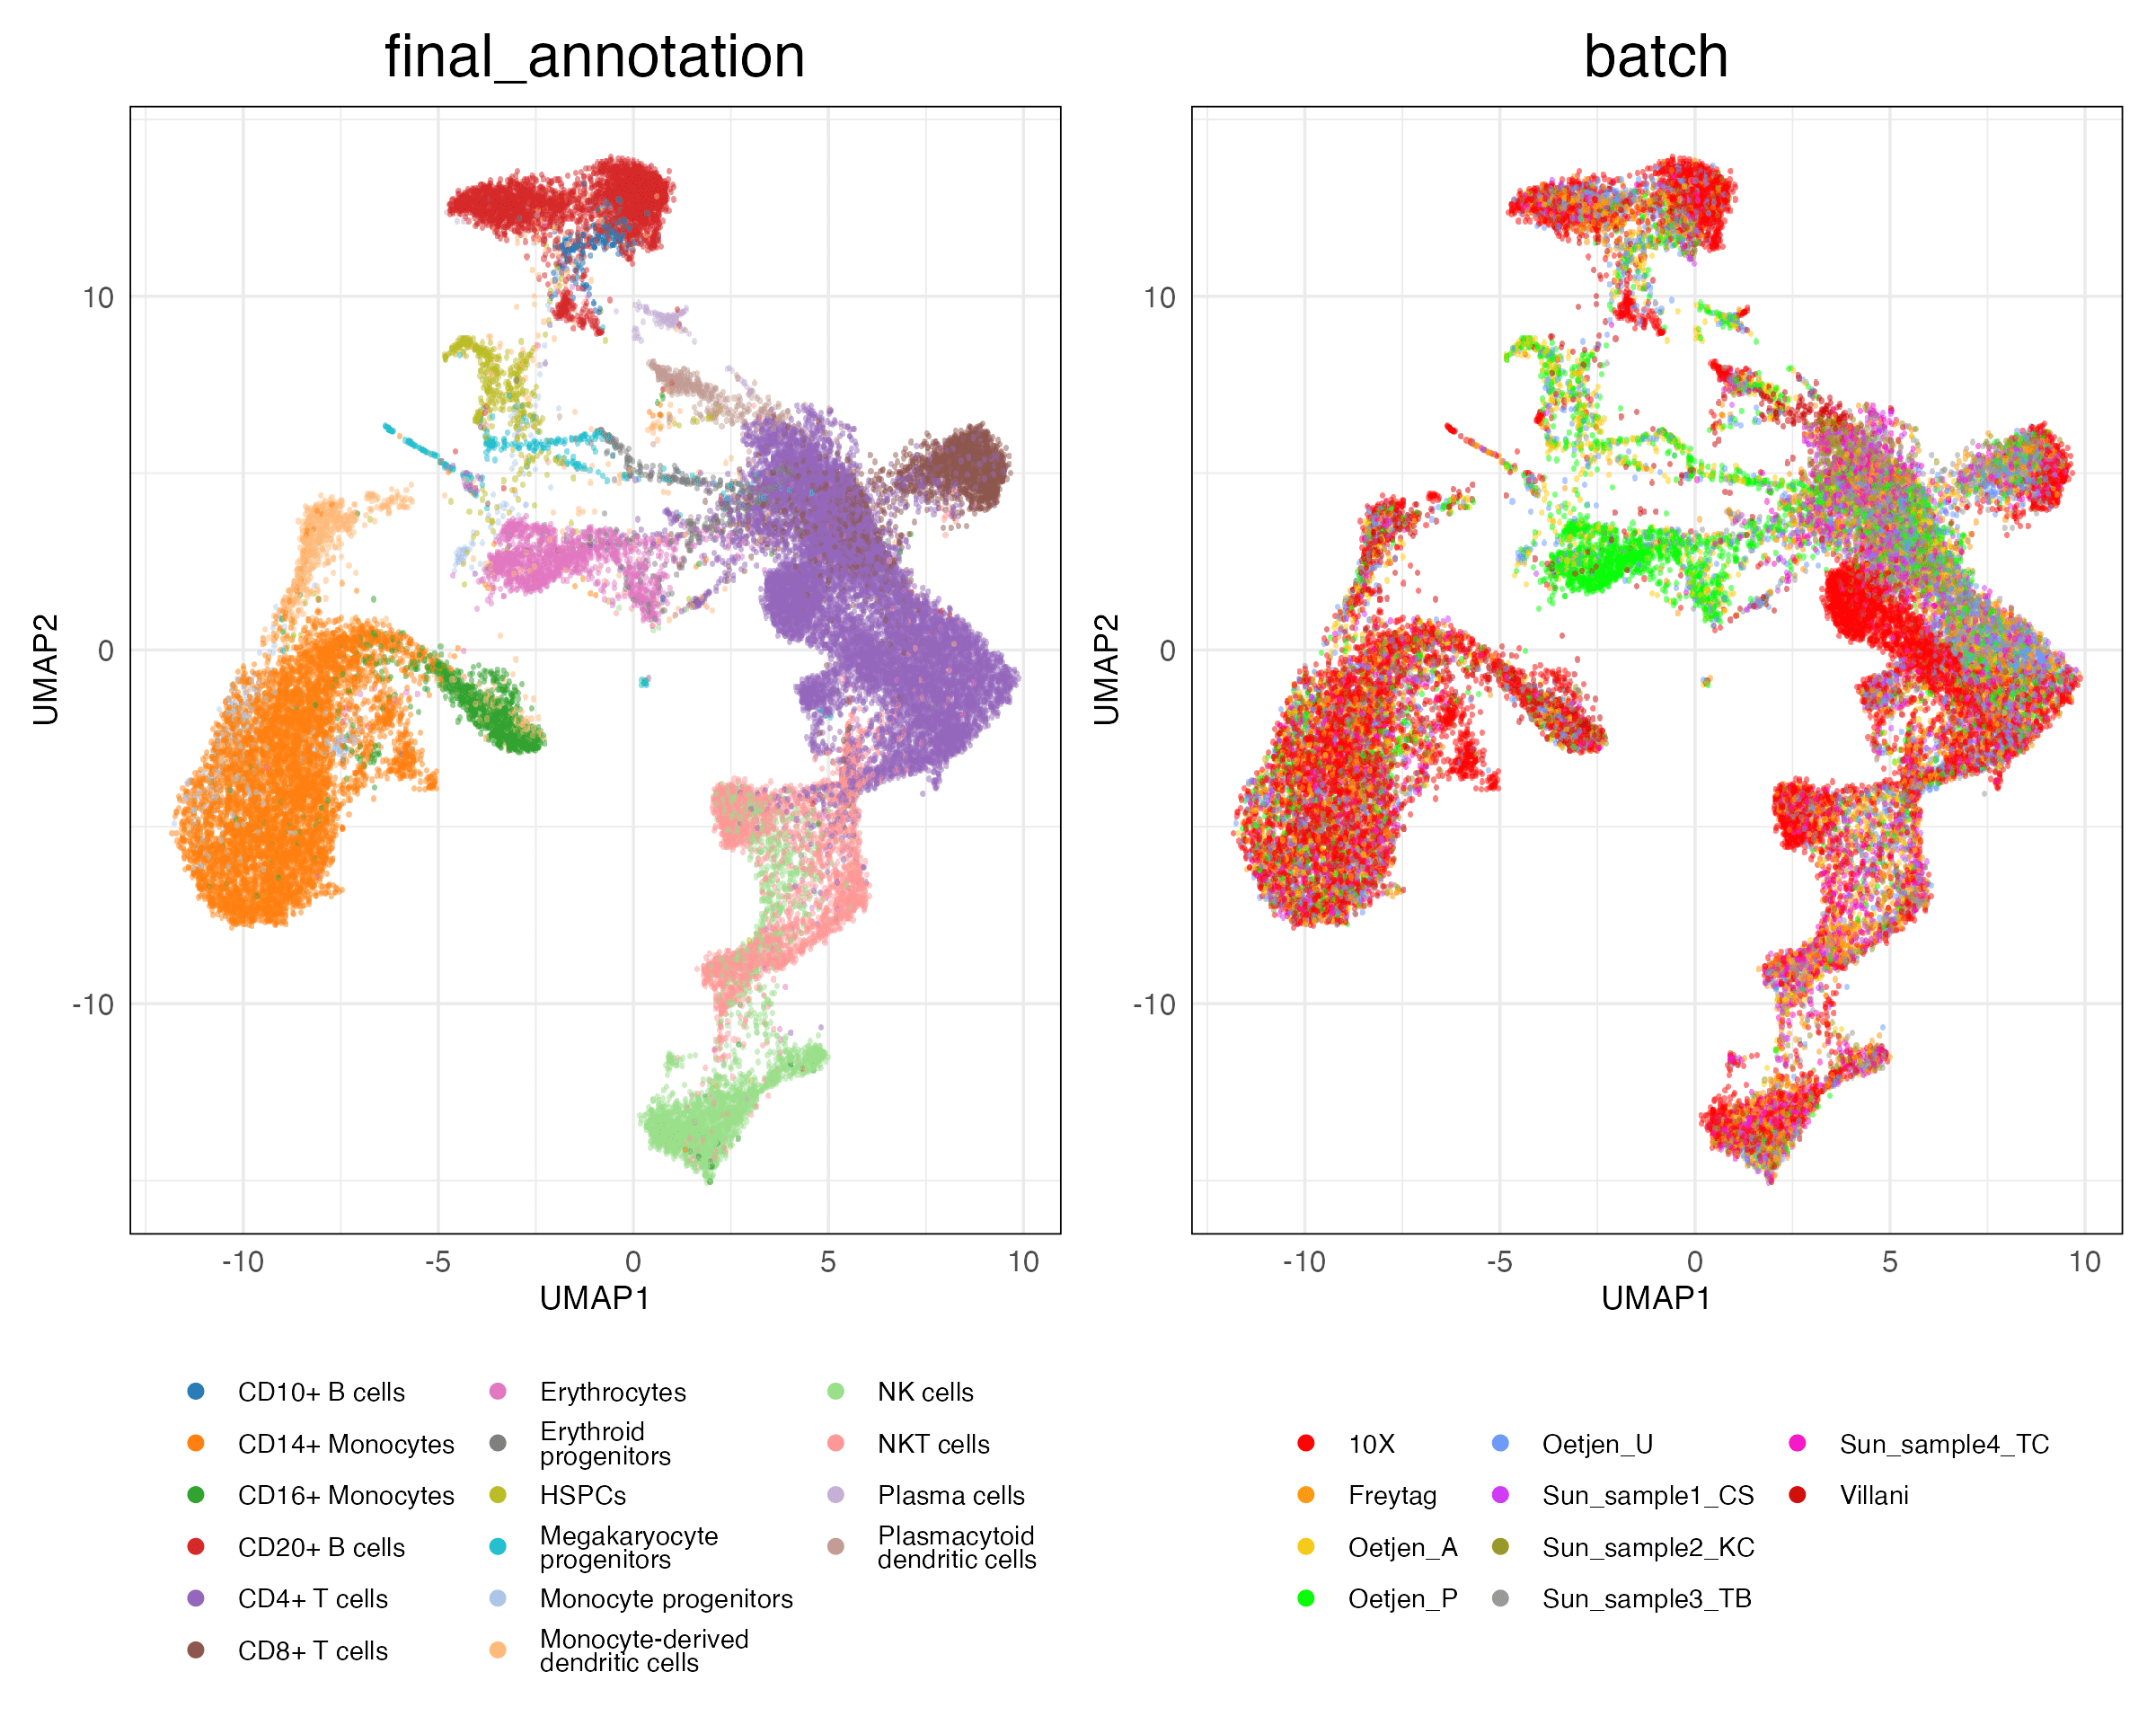 final_annotation
batch
UMAP2
10
0
-10
-10
-5
0
5
10
UMAP1
UMAP2
10
0
-10
-10
-5
0
5
10
UMAP1
CD10+ B cells
CD14+ Monocytes
CD16+ Monocytes
CD20+ B cells
CD4+ T cells
CD8+ T cells
Erythrocytes
Erythroid
progenitors
HSPCs
Megakaryocyte
progenitors
Monocyte progenitors
Monocyte-derived
dendritic cells
NK cells
NKT cells
Plasma cells
Plasmacytoid
dendritic cells
10X
Freytag
Oetjen_A
Oetjen_P
Oetjen_U
Sun_sample1_CS
Sun_sample2_KC
Sun_sample3_TB
Sun_sample4_TC
Villani